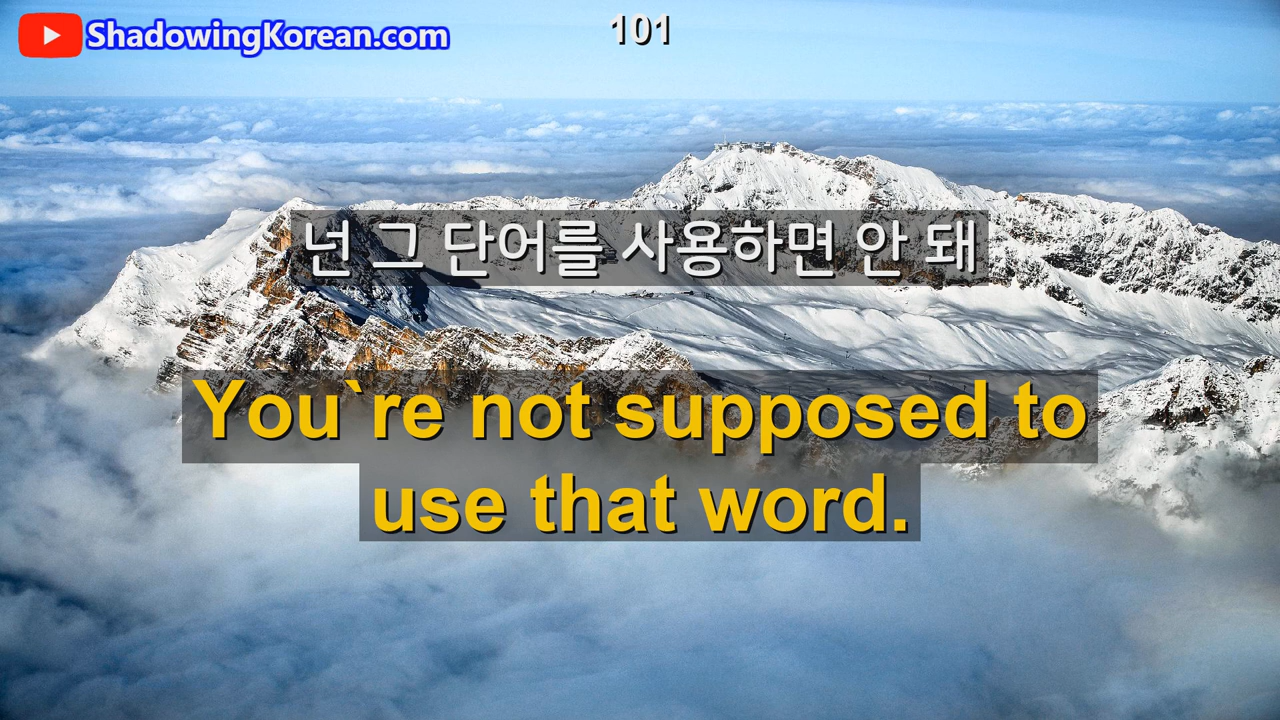 ShadowingKorean.com
101
넌 그 단어를 사용하면 안 돼
You`re not supposed to
use that word.